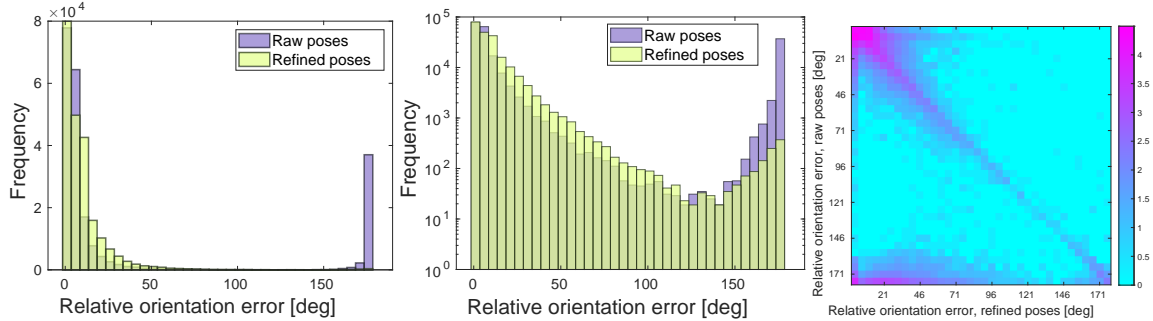 8 × 10^4
6
4
2
0
0 50 100 150
Frequency
Relative orientation error [deg]
Raw poses
Refined poses
10^5
10^4
10^3
10^2
10^1
10^0
0 50 100 150
Frequency
Relative orientation error [deg]
Raw poses
Refined poses
Relative orientation error, raw poses [deg]
21
46
71
96
121
146
171
21 46 71 96 121 146 171
Relative orientation error, refined poses [deg]
4.5
4
3.5
3
2.5
2
1.5
1
0.5
0